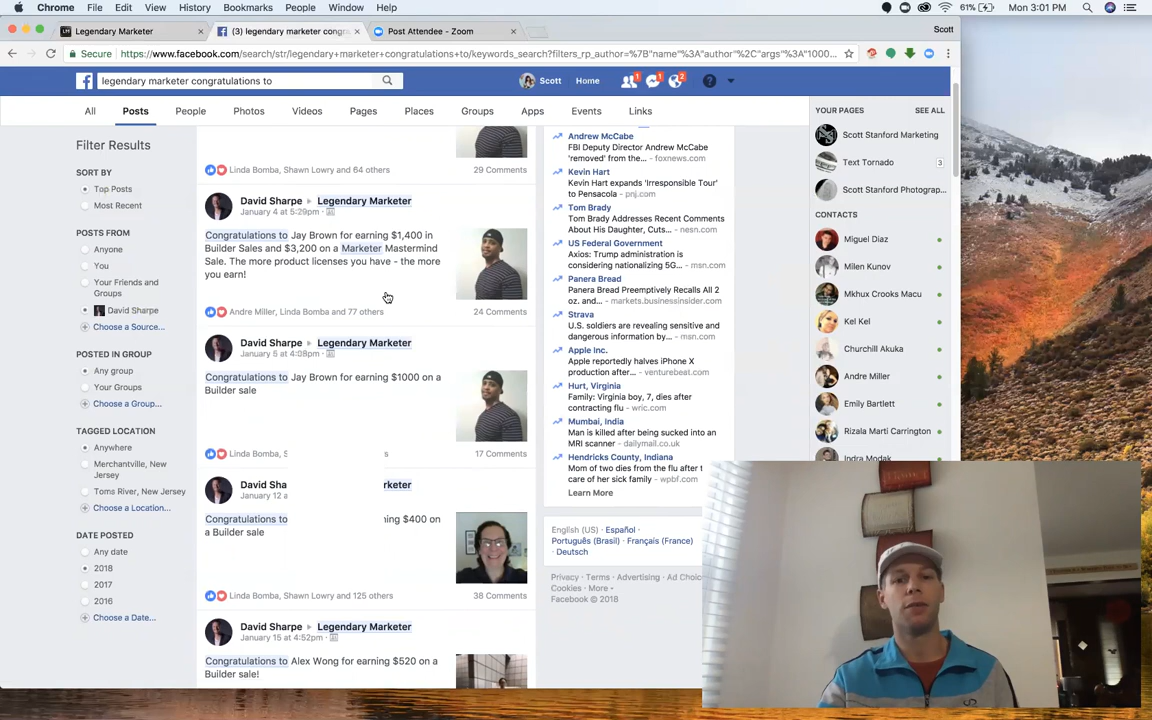 Chrome File Edit View History Bookmarks People Window Help 61% Mon 3:01 PM
Legendary Marketer (3) legendary marketer congra Post Attendee - Zoom Scott
Secure https://www.facebook.com/search/str/legendary+marketer+congratulations+to/keywords_search?filters_rp_author=%7B"name"%3A"author"%2C"args"%3A"1000...
legendary marketer congratulations to Scott Home 1 1 2
All Posts People Photos Videos Pages Places Groups Apps Events Links
Filter Results
SORT BY
Top Posts
Most Recent
POSTS FROM
Anyone
You
Your Friends and
Groups
David Sharpe
Choose a Source...
POSTED IN GROUP
Any group
Your Groups
Choose a Group...
TAGGED LOCATION
Anywhere
Merchantville, New
Jersey
Toms River, New Jersey
Choose a Location...
DATE POSTED
Any date
2018
2017
2016
Choose a Date...
Linda Bomba, Shawn Lowry and 64 others 29 Comments
David Sharpe Legendary Marketer
January 4 at 5:29pm ·
Congratulations to Jay Brown for earning $1,400 in
Builder Sales and $3,200 on a Marketer Mastermind
Sale. The more product licenses you have - the more
you earn!
Andre Miller, Linda Bomba and 77 others 24 Comments
David Sharpe Legendary Marketer
January 5 at 4:08pm ·
Congratulations to Jay Brown for earning $1000 on a
Builder sale
Linda Bomba, S s 17 Comments
David Sha rketer
January 12 a
Congratulations to ning $400 on
a Builder sale
Linda Bomba, Shawn Lowry and 125 others 38 Comments
David Sharpe Legendary Marketer
January 15 at 4:52pm ·
Congratulations to Alex Wong for earning $520 on a
Builder sale!
Andrew McCabe
FBI Deputy Director Andrew McCabe
'removed' from the... - foxnews.com
Kevin Hart
Kevin Hart expands 'Irresponsible Tour'
to Pensacola - pnj.com
Tom Brady
Tom Brady Addresses Recent Comments
About His Daughter, Cuts... - nesn.com
US Federal Government
Axios: Trump administration is
considering nationalizing 5G... - msn.com
Panera Bread
Panera Bread Preemptively Recalls All 2
oz. and... - markets.businessinsider.com
Strava
U.S. soldiers are revealing sensitive and
dangerous information by... - msn.com
Apple Inc.
Apple reportedly halves iPhone X
production after... - venturebeat.com
Hurt, Virginia
Family: Virginia boy, 7, dies after
contracting flu - wric.com
Mumbai, India
Man is killed after being sucked into an
MRI scanner - dailymail.co.uk
Hendricks County, Indiana
Mom of two dies from the flu after t
care of her sick family - wpbf.com
Learn More
English (US) · Español ·
Português (Brasil) · Français (France)
· Deutsch
Privacy · Terms · Advertising · Ad Choic
Cookies · More
Facebook © 2018
YOUR PAGES SEE ALL
Scott Stanford Marketing
Text Tornado 3
Scott Stanford Photograp...
CONTACTS
Miguel Diaz
Milen Kunov
Mkhux Crooks Macu
Kel Kel
Churchill Akuka
Andre Miller
Emily Bartlett
Rizala Marti Carrington
Indra Modak